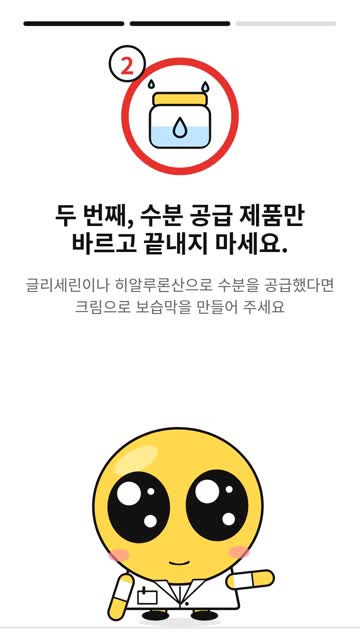 2
두 번째, 수분 공급 제품만
바르고 끝내지 마세요.
글리세린이나 히알루론산으로 수분을 공급했다면
크림으로 보습막을 만들어 주세요